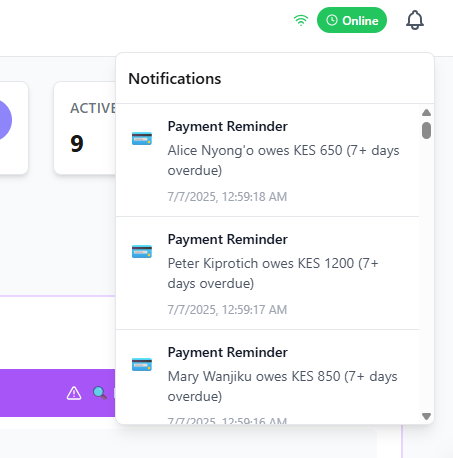 Online
Notifications
ACTIVE
9
Payment Reminder
Alice Nyong'o owes KES 650 (7+ days
overdue)
7/7/2025, 12:59:18 AM
Payment Reminder
Peter Kiprotich owes KES 1200 (7+
days overdue)
7/7/2025, 12:59:17 AM
Payment Reminder
Mary Wanjiku owes KES 850 (7+ days
overdue)
7/7/2025, 12:59:16 AM